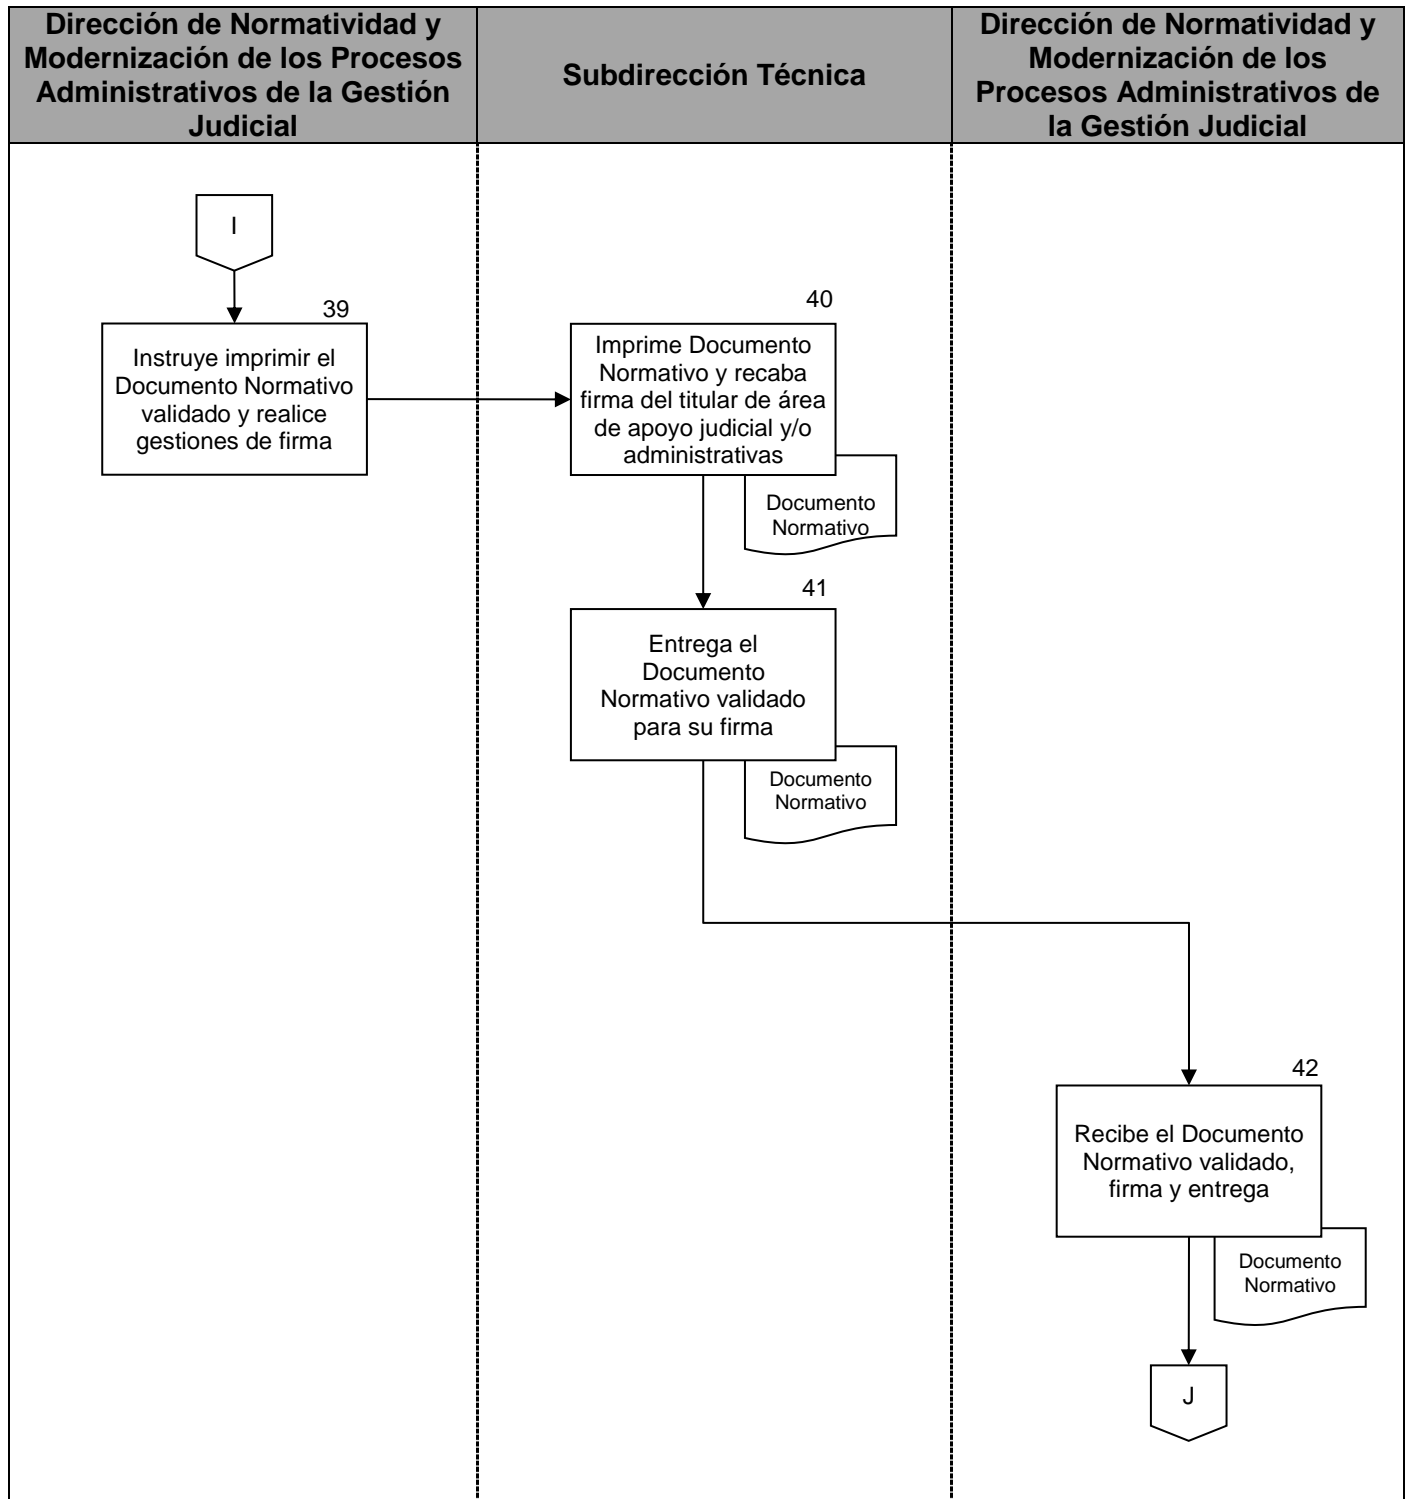 Dirección de Normatividad y
Modernización de los Procesos
Administrativos de la Gestión
Judicial
Subdirección Técnica
Dirección de Normatividad y
Modernización de los
Procesos Administrativos de
la Gestión Judicial
I
39
Instruye imprimir el
Documento Normativo
validado y realice
gestiones de firma
40
Imprime Documento
Normativo y recaba
firma del titular de área
de apoyo judicial y/o
administrativas
Documento
Normativo
41
Entrega el
Documento
Normativo validado
para su firma
Documento
Normativo
42
Recibe el Documento
Normativo validado,
firma y entrega
Documento
Normativo
J